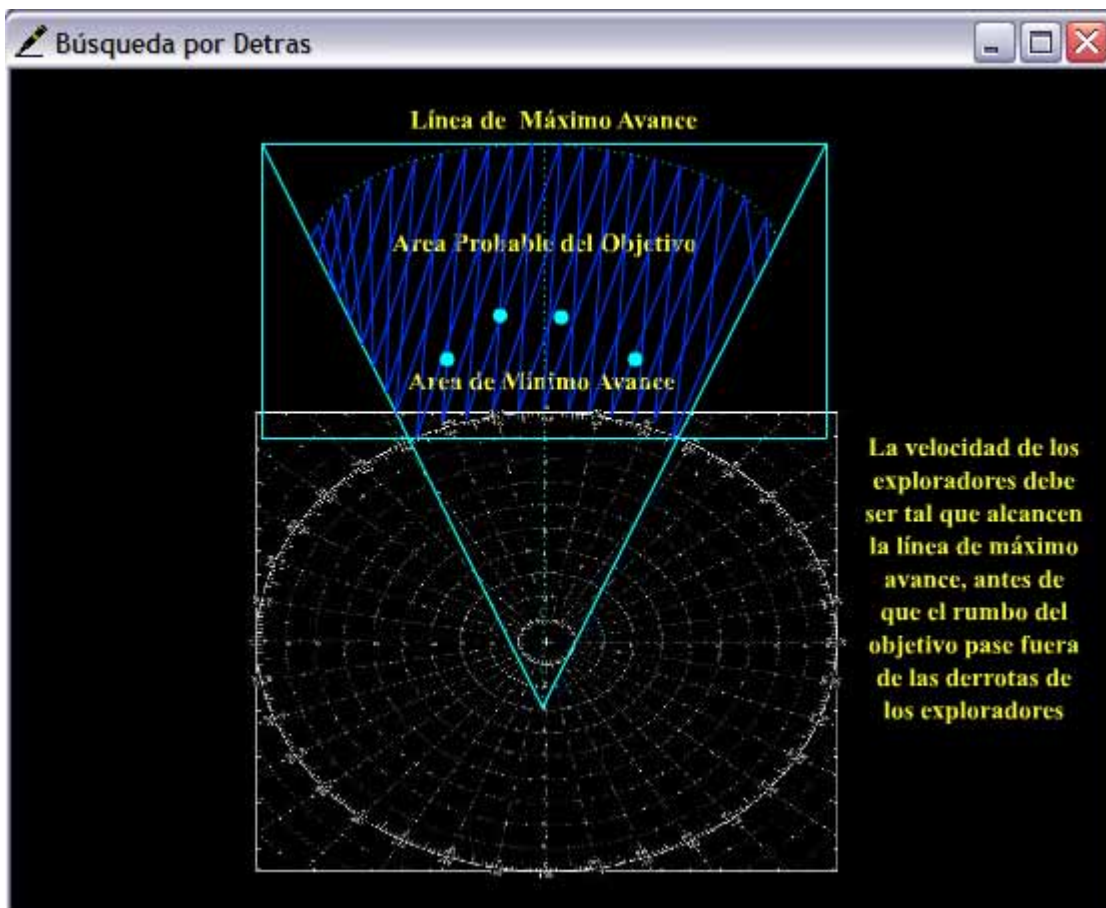 Búsqueda por Detras
Línea de Máximo Avance
Area Probable del Objetivo
Area de Mínimo Avance
La velocidad de los
exploradores debe
ser tal que alcancen
la línea de máximo
avance, antes de
que el rumbo del
objetivo pase fuera
de las derrotas de
los exploradores